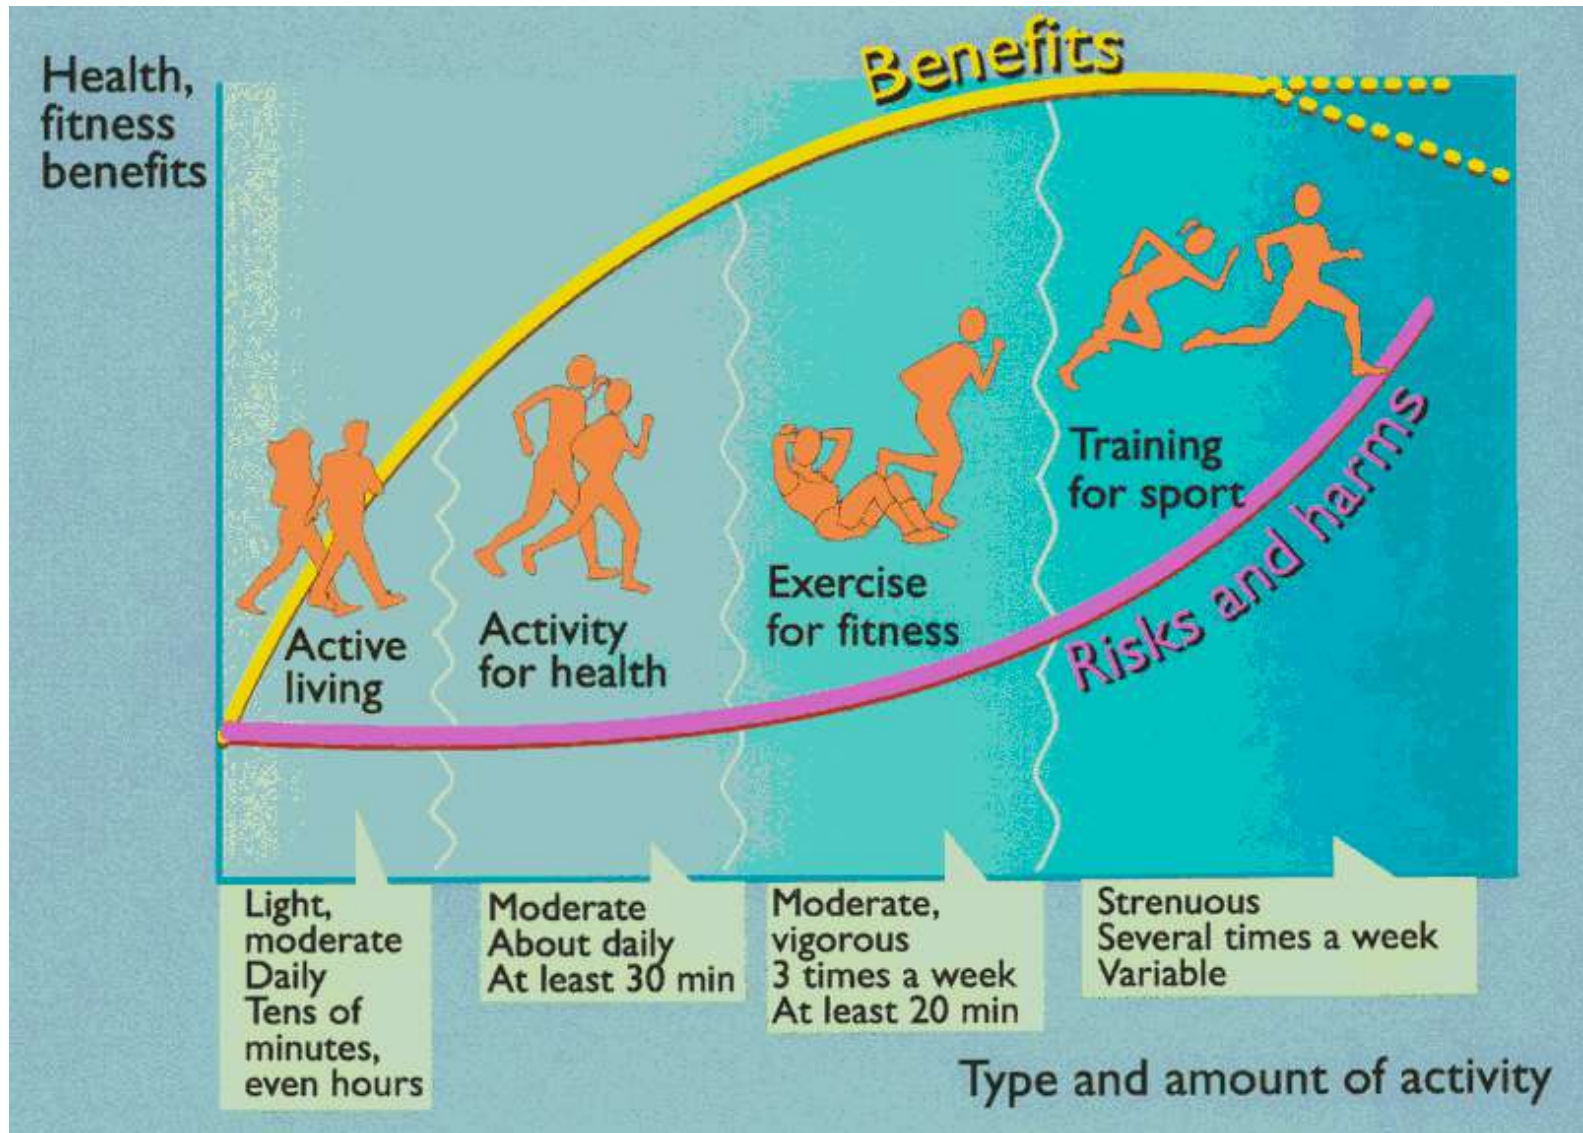 Health,
fitness
benefits
Benefits
Risks and harms
Active
living
Activity
for health
Exercise
for fitness
Training
for sport
Light,
moderate
Daily
Tens of
minutes,
even hours
Moderate
About daily
At least 30 min
Moderate,
vigorous
3 times a week
At least 20 min
Strenuous
Several times a week
Variable
Type and amount of activity